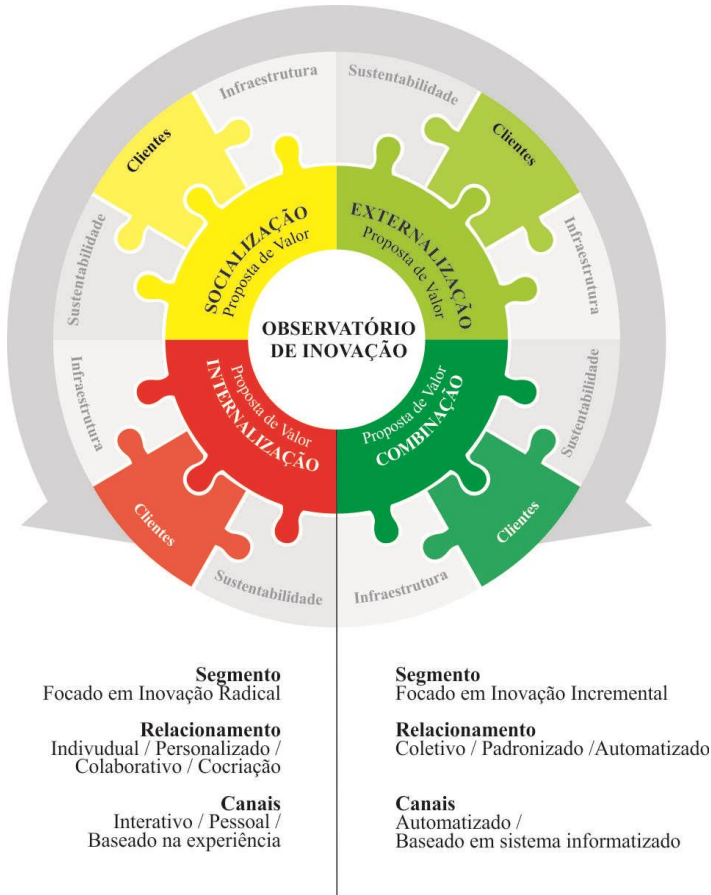 Infraestrutura
Sustentabilidade
Clientes
Clientes
Sustentabilidade
SOCIALIZAÇÃO
Proposta de Valor
EXTERNALIZAÇÃO
Proposta de Valor
Infraestrutura
OBSERVATÓRIO
DE INOVAÇÃO
Infraestrutura
Proposta de Valor
INTERNALIZAÇÃO
Proposta de Valor
COMBINAÇÃO
Sustentabilidade
Clientes
Clientes
Sustentabilidade
Infraestrutura
Segmento
Focado em Inovação Radical
Relacionamento
Indivudual / Personalizado /
Colaborativo / Cocriação
Canais
Interativo / Pessoal /
Baseado na experiência
Segmento
Focado em Inovação Incremental
Relacionamento
Coletivo / Padronizado /Automatizado
Canais
Automatizado /
Baseado em sistema informatizado